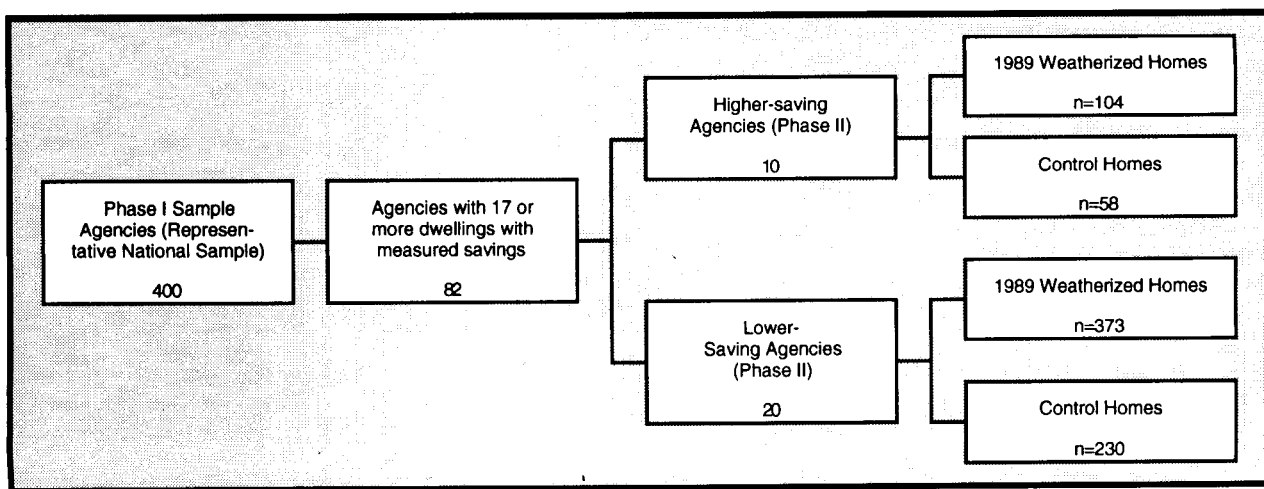 Phase I Sample
Agencies (Represen-
tative National Sample)
400
Agencies with 17 or
more dwellings with
measured savings
82
Higher-saving
Agencies (Phase II)
10
Lower-
Saving Agencies
(Phase II)
20
1989 Weatherized Homes
n=104
Control Homes
n=58
1989 Weatherized Homes
n=373
Control Homes
n=230